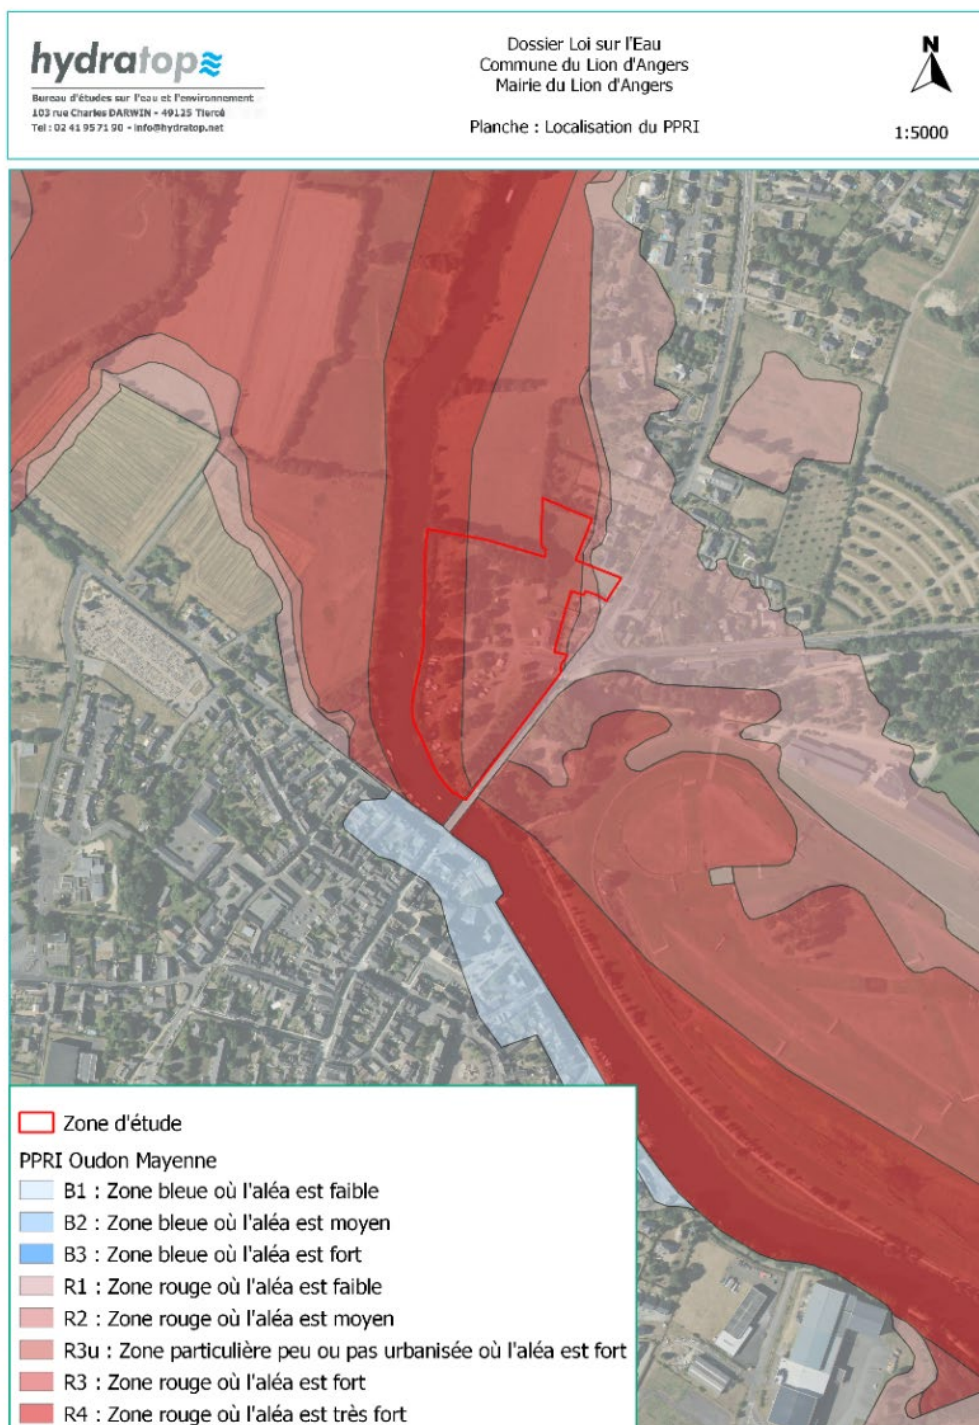 hydratop
Bureau d'études sur l'eau et l'environnement
103 rue Charles DARWIN - 49125 Tiercé
Tel : 02 41 95 71 90 - info@hydratop.net
Dossier Loi sur l'Eau
Commune du Lion d'Angers
Mairie du Lion d'Angers
Planche : Localisation du PPRI
N
1:5000
Zone d'étude
PPRI Oudon Mayenne
B1 : Zone bleue où l'aléa est faible
B2 : Zone bleue où l'aléa est moyen
B3 : Zone bleue où l'aléa est fort
R1 : Zone rouge où l'aléa est faible
R2 : Zone rouge où l'aléa est moyen
R3u : Zone particulière peu ou pas urbanisée où l'aléa est fort
R3 : Zone rouge où l'aléa est fort
R4 : Zone rouge où l'aléa est très fort